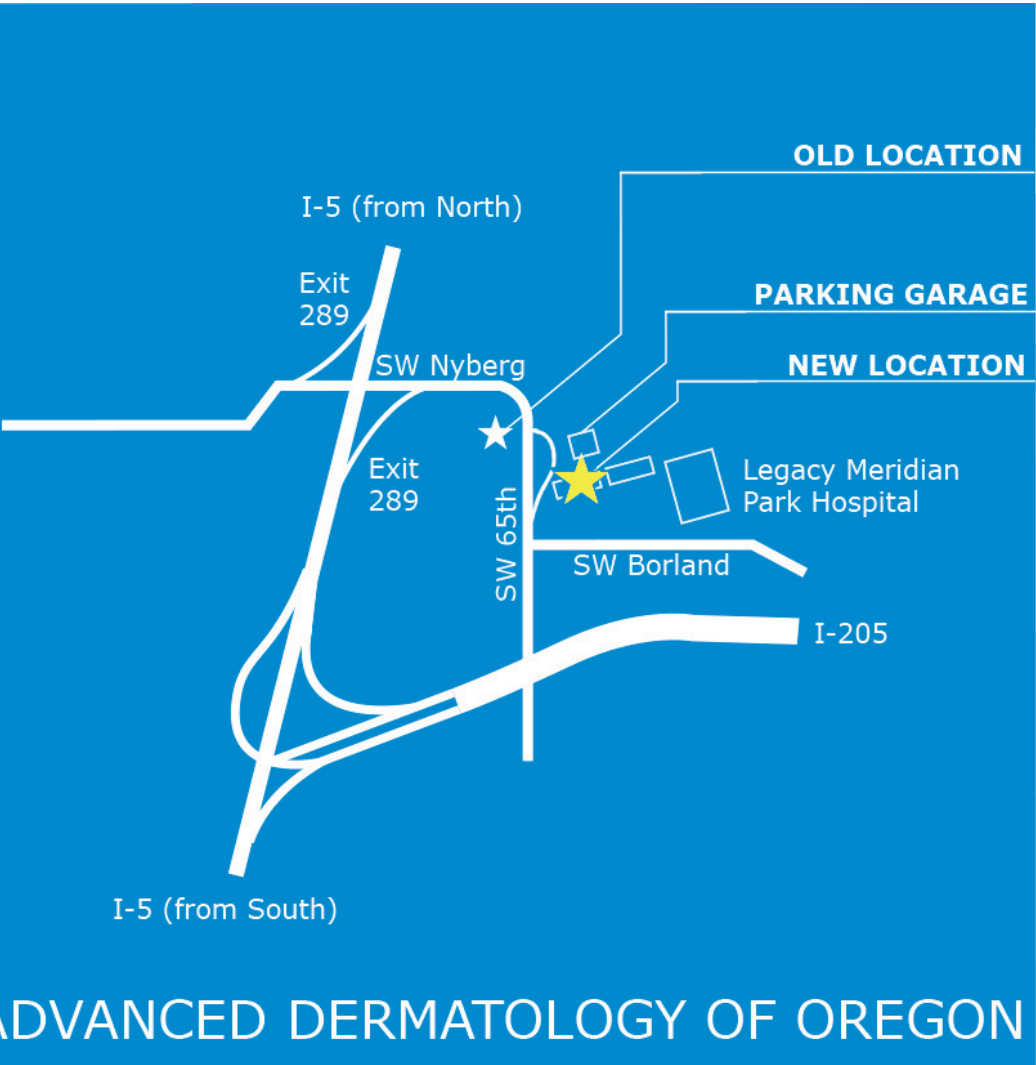 OLD LOCATION
I-5 (from North)
Exit
289
PARKING GARAGE
SW Nyberg
NEW LOCATION
Exit
289
Legacy Meridian
Park Hospital
SW 65th
SW Borland
I-205
I-5 (from South)
ADVANCED DERMATOLOGY OF OREGON